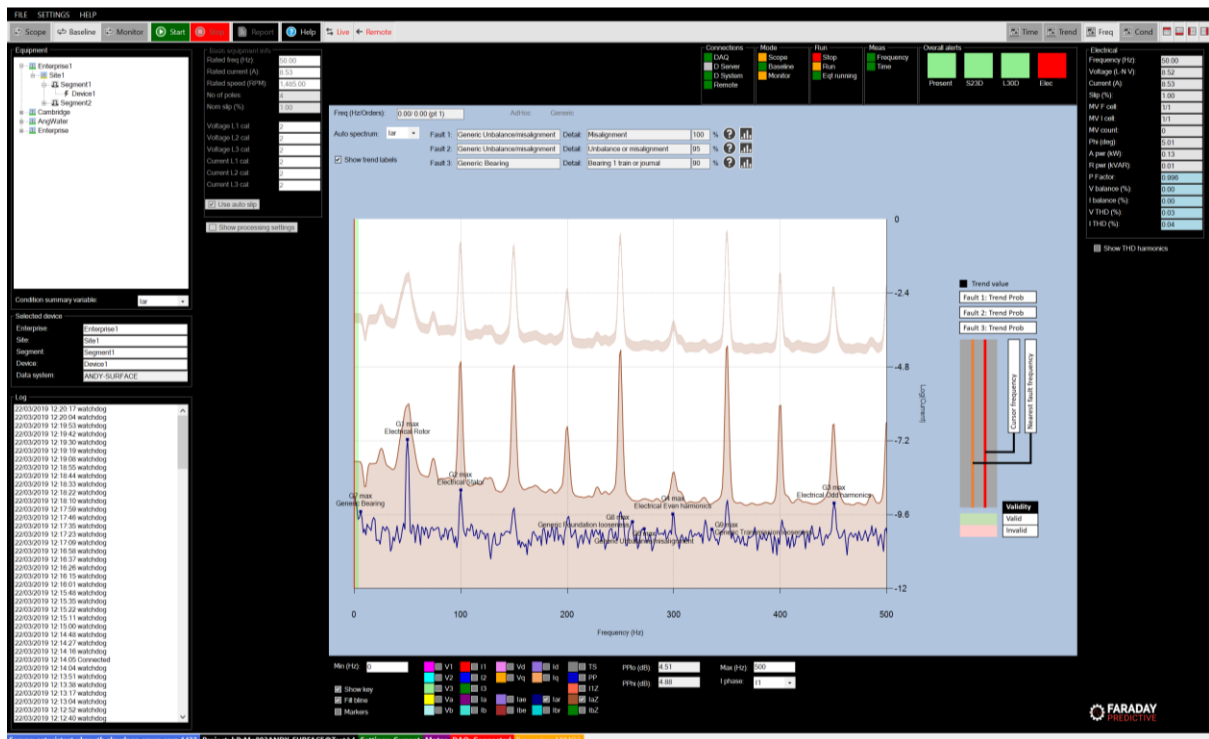 FILE SETTINGS HELP
Scope Baseline Monitor Start Stop Report Help Live Remote Time Trend Freq Cond
Equipment
Enterprise1
Site1
Segment1
Device1
Segment2
Cambridge
AngWater
Enterprise
Condition summary variable: Iar
Selected device
Enterprise: Enterprise1
Site: Site1
Segment: Segment1
Device: Device1
Data system: ANDY-SURFACE
Log
22/03/2019 12:20:17 watchdog
22/03/2019 12:20:04 watchdog
22/03/2019 12:19:53 watchdog
22/03/2019 12:19:42 watchdog
22/03/2019 12:19:30 watchdog
22/03/2019 12:19:19 watchdog
22/03/2019 12:19:08 watchdog
22/03/2019 12:18:55 watchdog
22/03/2019 12:18:44 watchdog
22/03/2019 12:18:33 watchdog
22/03/2019 12:18:22 watchdog
22/03/2019 12:18:10 watchdog
22/03/2019 12:17:59 watchdog
22/03/2019 12:17:46 watchdog
22/03/2019 12:17:35 watchdog
22/03/2019 12:17:23 watchdog
22/03/2019 12:17:09 watchdog
22/03/2019 12:16:58 watchdog
22/03/2019 12:16:37 watchdog
22/03/2019 12:16:26 watchdog
22/03/2019 12:16:15 watchdog
22/03/2019 12:16:01 watchdog
22/03/2019 12:15:48 watchdog
22/03/2019 12:15:35 watchdog
22/03/2019 12:15:22 watchdog
22/03/2019 12:15:11 watchdog
22/03/2019 12:15:00 watchdog
22/03/2019 12:14:48 watchdog
22/03/2019 12:14:27 watchdog
22/03/2019 12:14:16 watchdog
22/03/2019 12:14:05 Connected
22/03/2019 12:14:04 watchdog
22/03/2019 12:13:51 watchdog
22/03/2019 12:13:38 watchdog
22/03/2019 12:13:17 watchdog
22/03/2019 12:13:04 watchdog
22/03/2019 12:12:52 watchdog
22/03/2019 12:12:40 watchdog
Basic equipment info
Rated freq (Hz): 50.00
Rated current (A): 8.53
Rated speed (RPM): 1,485.00
No of poles: 4
Nom slip (%): 1.00
Voltage L1 cal: 2
Voltage L2 cal: 2
Voltage L3 cal: 2
Current L1 cal: 2
Current L2 cal: 2
Current L3 cal: 2
Use auto slip
Show processing settings
Connections
DAQ
D Server
D System
Remote
Mode
Scope
Baseline
Monitor
Run
Stop
Run
Eqt running
Meas
Frequency
Time
Overall alerts
Present S23D L30D Elec
Freq (Hz/Orders): 0.00/ 0.00 (pt 1) AdHoc Generic
Auto spectrum: Iar Fault 1: Generic Unbalance/misalignment Detail: Misalignment 100 % ?
Fault 2: Generic Unbalance/misalignment Detail: Unbalance or misalignment 95 % ?
Show trend labels Fault 3: Generic Bearing Detail: Bearing 1 train or journal 90 % ?
0
-2.4
-4.8
-7.2
-9.6
-12
Log(Current)
G1 max
Electrical Rotor
G2 max
Electrical Stator
G7 max
Generic Bearing
G3 max
Electrical Odd harmonics
G4 max
Electrical Even harmonics
G8 max
Generic Foundation looseness
Generic Unbalance/misalignment
G9 max
Generic Transmission looseness
0 100 200 300 400 500
Frequency (Hz)
Trend value
Fault 1: Trend Prob
Fault 2: Trend Prob
Fault 3: Trend Prob
Cursor frequency
Nearest fault frequency
Validity
Valid
Invalid
Min (Hz): 0
Show key
Fill bline
Markers
V1 I1 Vd Id TS
V2 I2 Vq Iq PP
V3 I3 I1Z
Va Ia Iae Iar IaZ
Vb Ib Ibe Ibr IbZ
PPlo (dB): 4.51
PPhi (dB): 4.88
Max (Hz): 500
I phase: I1
Electrical
Frequency (Hz): 50.00
Voltage (L-N V): 8.52
Current (A): 8.53
Slip (%): 1.00
MV F cell: 1/1
MV I cell: 1/1
MV count: 0
Phi (deg): 5.01
A pwr (kW): 0.13
R pwr (kVAR): 0.01
P Factor: 0.996
V balance (%): 0.00
I balance (%): 0.00
V THD (%): 0.03
I THD (%): 0.04
Show THD harmonics
FARADAY
PREDICTIVE